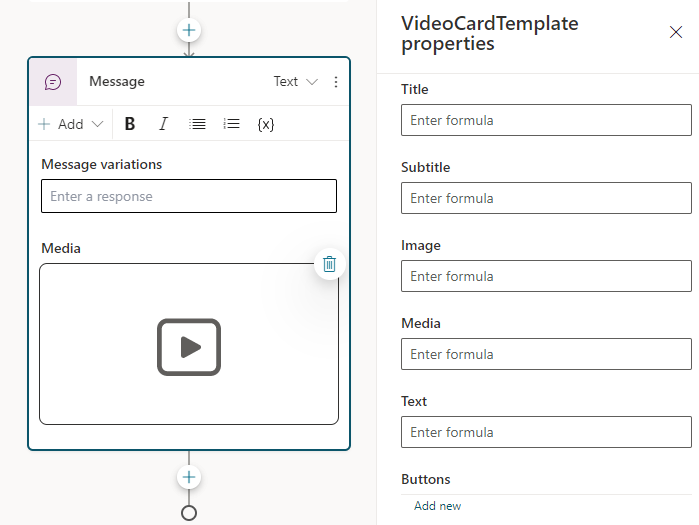 Message
Text
Add
B
I
{x}
Message variations
Enter a response
Media
VideoCardTemplate
properties
Title
Enter formula
Subtitle
Enter formula
Image
Enter formula
Media
Enter formula
Text
Enter formula
Buttons
Add new